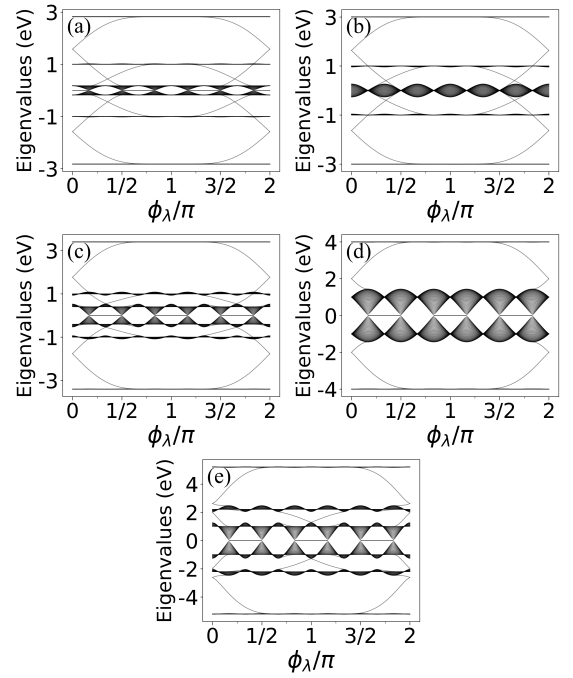 (a)
Eigenvalues (eV)
3
1
-1
-3
0 1/2 1 3/2 2
ϕλ/π
(b)
Eigenvalues (eV)
3
1
-1
-3
0 1/2 1 3/2 2
ϕλ/π
(c)
Eigenvalues (eV)
3
1
-1
-3
0 1/2 1 3/2 2
ϕλ/π
(d)
Eigenvalues (eV)
4
2
0
-2
-4
0 1/2 1 3/2 2
ϕλ/π
(e)
Eigenvalues (eV)
4
2
0
-2
-4
0 1/2 1 3/2 2
ϕλ/π